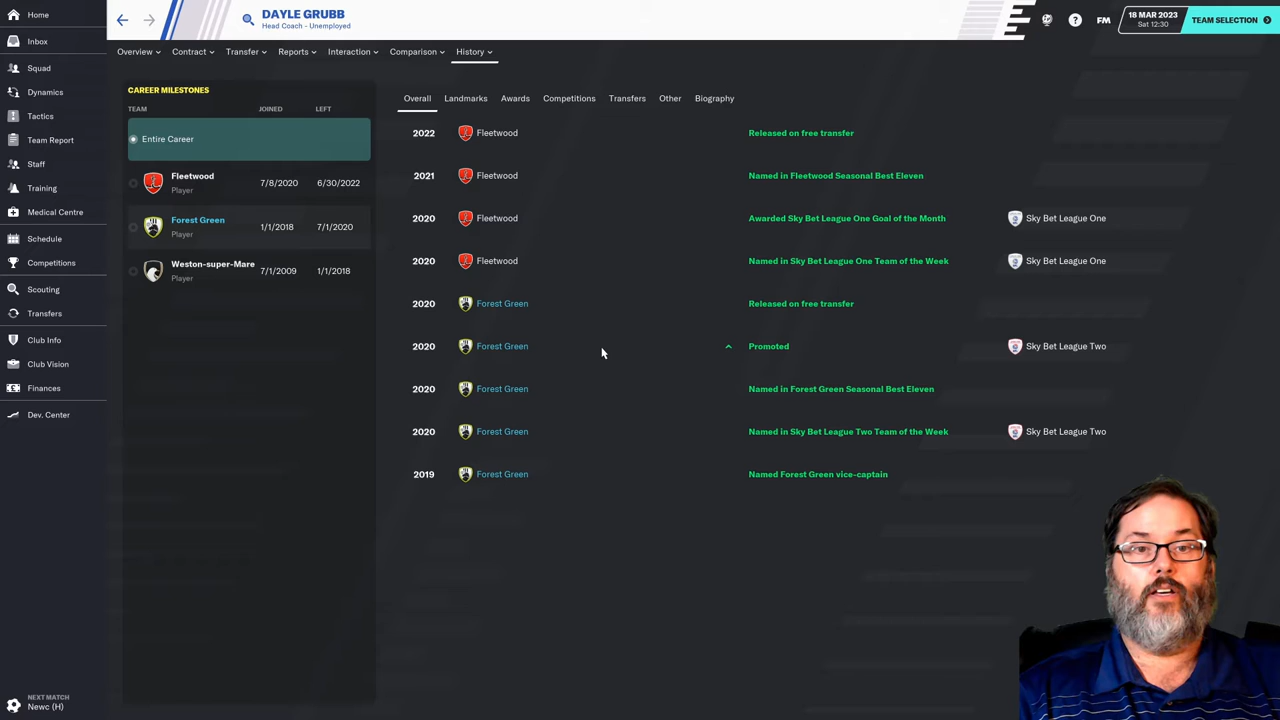 Home
Inbox
Squad
Dynamics
Tactics
Team Report
Staff
Training
Medical Centre
Schedule
Competitions
Scouting
Transfers
Club Info
Club Vision
Finances
Dev. Center
NEXT MATCH
Newc (H)
DAYLE GRUBB
Head Coach - Unemployed
FM
18 MAR 2023
Sat 12:30
TEAM SELECTION
Overview
Contract
Transfer
Reports
Interaction
Comparison
History
CAREER MILESTONES
TEAM JOINED LEFT
Entire Career
Fleetwood 7/8/2020 6/30/2022
Player
Forest Green 1/1/2018 7/1/2020
Player
Weston-super-Mare 7/1/2009 1/1/2018
Player
Overall Landmarks Awards Competitions Transfers Other Biography
2022 Fleetwood Released on free transfer
2021 Fleetwood Named in Fleetwood Seasonal Best Eleven
2020 Fleetwood Awarded Sky Bet League One Goal of the Month Sky Bet League One
2020 Fleetwood Named in Sky Bet League One Team of the Week Sky Bet League One
2020 Forest Green Released on free transfer
2020 Forest Green Promoted Sky Bet League Two
2020 Forest Green Named in Forest Green Seasonal Best Eleven
2020 Forest Green Named in Sky Bet League Two Team of the Week Sky Bet League Two
2019 Forest Green Named Forest Green vice-captain